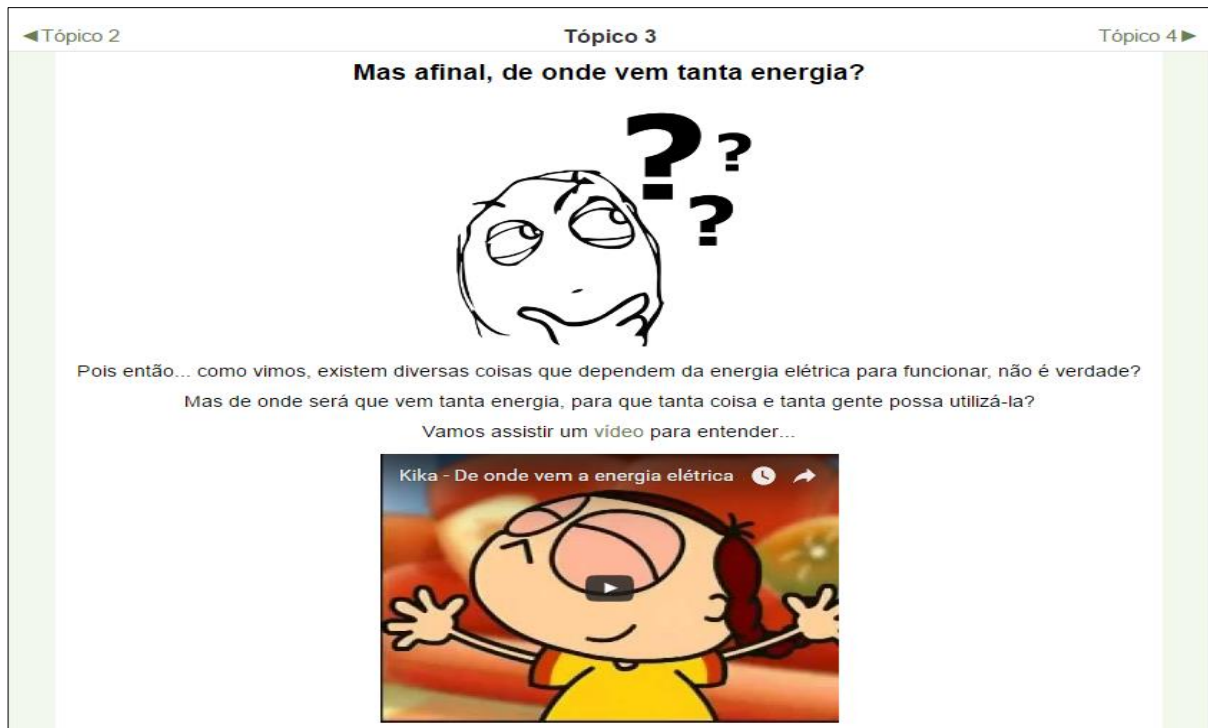 ◄Tópico 2
Tópico 3
Tópico 4►
Mas afinal, de onde vem tanta energia?
? ? ?
Pois então... como vimos, existem diversas coisas que dependem da energia elétrica para funcionar, não é verdade?
Mas de onde será que vem tanta energia, para que tanta coisa e tanta gente possa utilizá-la?
Vamos assistir um vídeo para entender...
Kika - De onde vem a energia elétrica